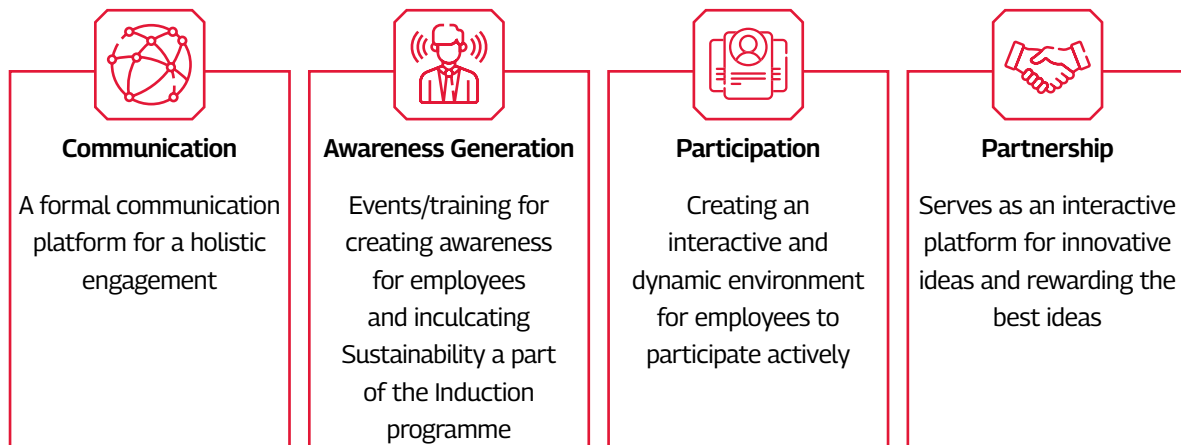 Communication
A formal communication
platform for a holistic
engagement
Awareness Generation
Events/training for
creating awareness
for employees
and inculcating
Sustainability a part
of the Induction
programme
Participation
Creating an
interactive and
dynamic environment
for employees to
participate actively
Partnership
Serves as an interactive
platform for innovative
ideas and rewarding the
best ideas